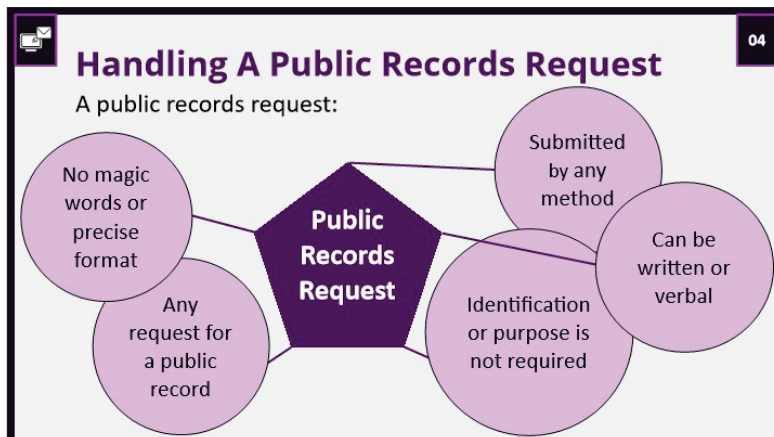 04
Handling A Public Records Request
A public records request:
No magic
words or
precise
format
Any
request for
a public
record
Public
Records
Request
Submitted
by any
method
Can be
written or
verbal
Identification
or purpose is
not required